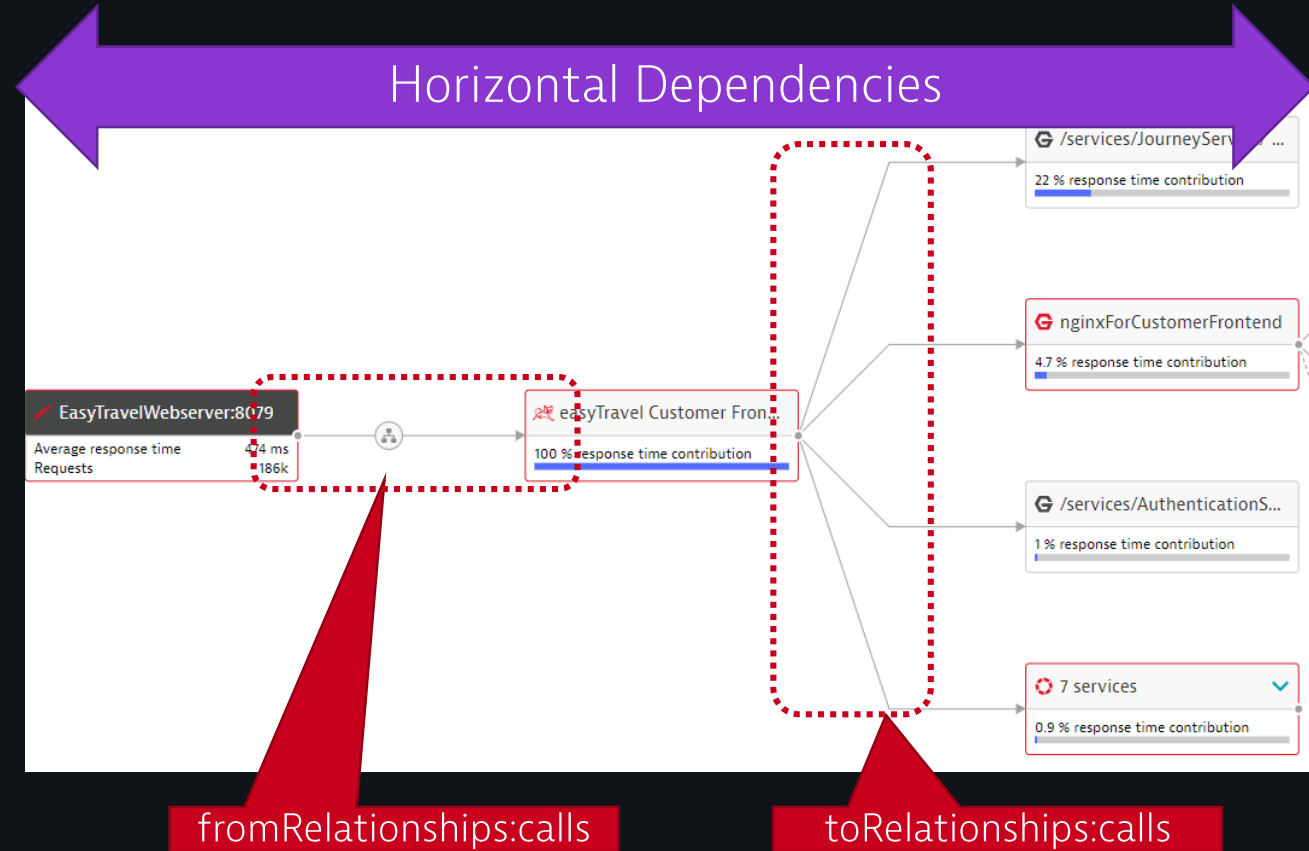 Horizontal Dependencies
/services/JourneyServ
...
22 % response time contribution
nginxForCustomerFrontend
4.7 % response time contribution
EasyTravelWebserver:8079
Average response time 474 ms
Requests 186k
easyTravel Customer Fron...
100 % response time contribution
/services/AuthenticationS...
1 % response time contribution
7 services
0.9 % response time contribution
fromRelationships:calls
toRelationships:calls